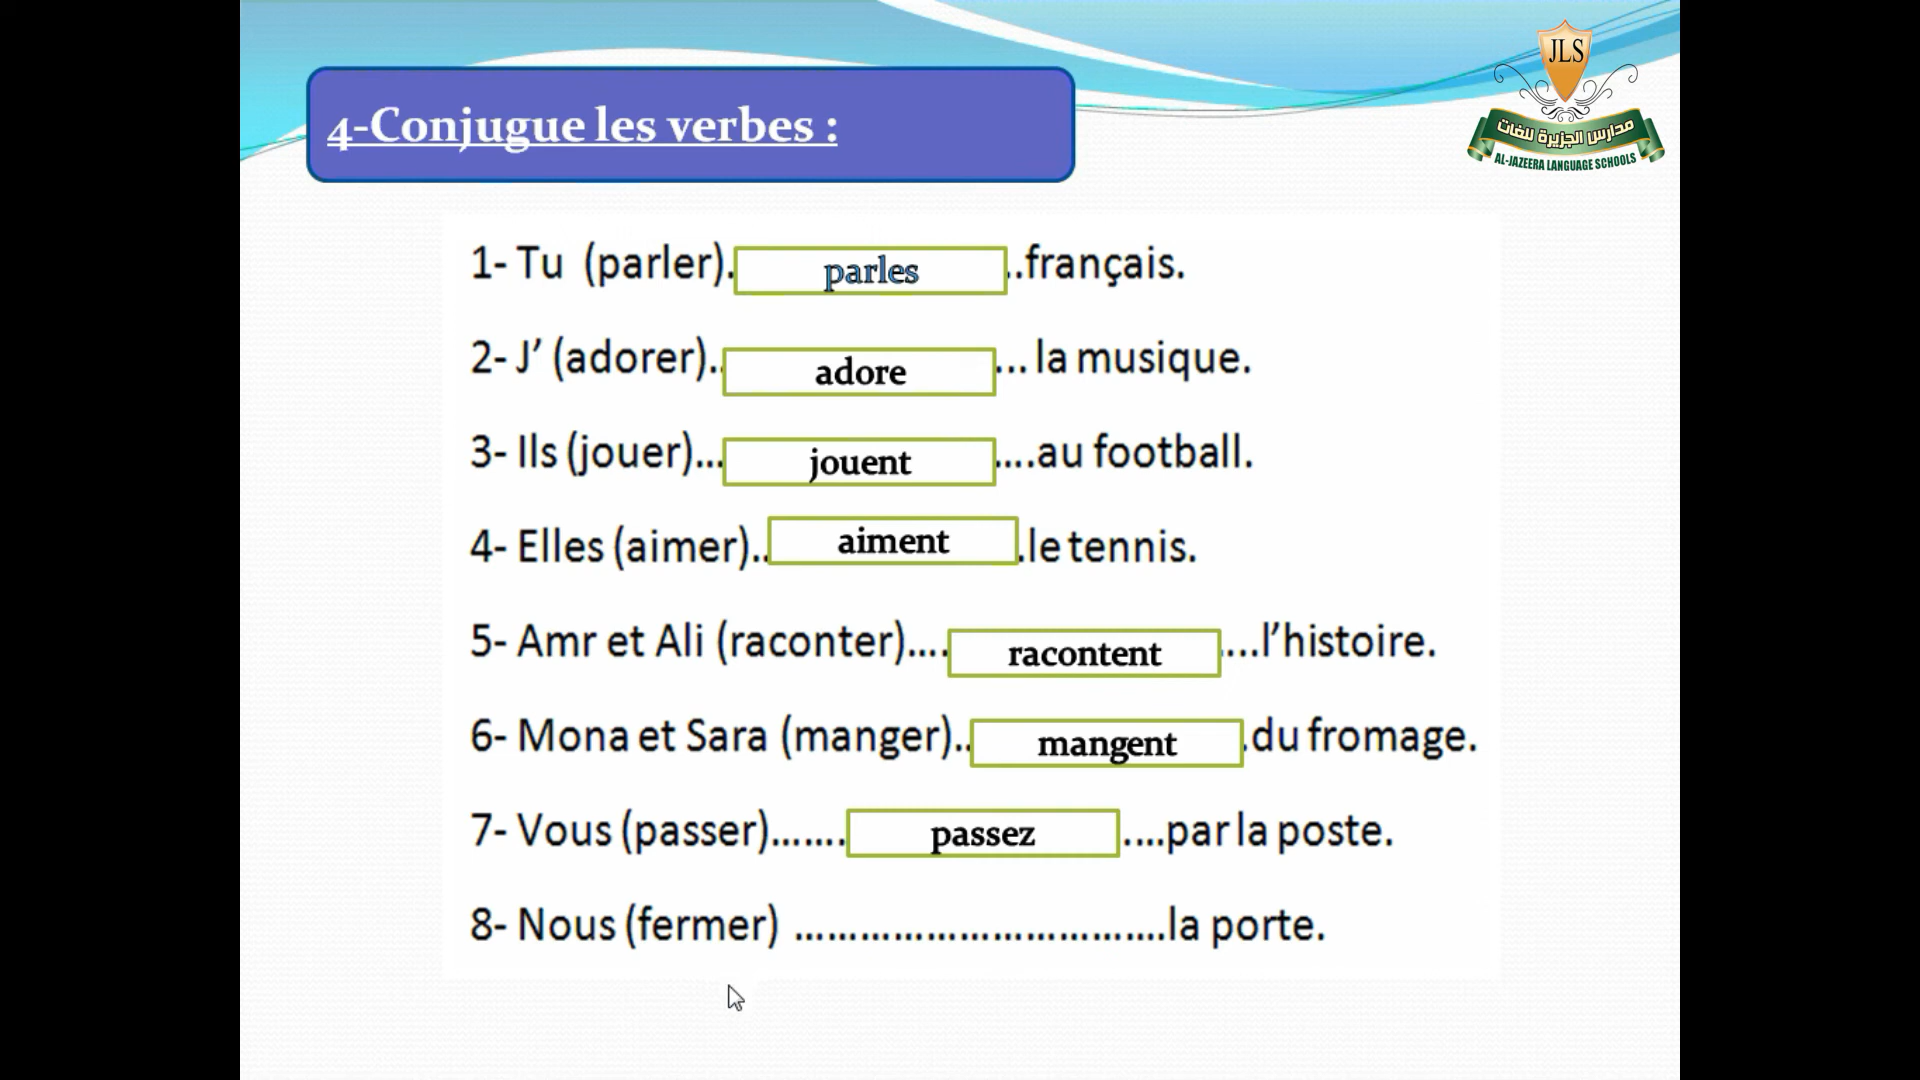 JLS
مدارس الجزيرة للغات
AL-JAZEERA LANGUAGE SCHOOLS
4-Conjugue les verbes :
1- Tu (parler). parles ..français.
2- J’ (adorer).. adore ... la musique.
3- Ils (jouer)... jouent ....au football.
4- Elles (aimer).. aiment .le tennis.
5- Amr et Ali (raconter).... racontent ....l’histoire.
6- Mona et Sara (manger).. mangent .du fromage.
7- Vous (passer)....... passez ....par la poste.
8- Nous (fermer) ..................................la porte.